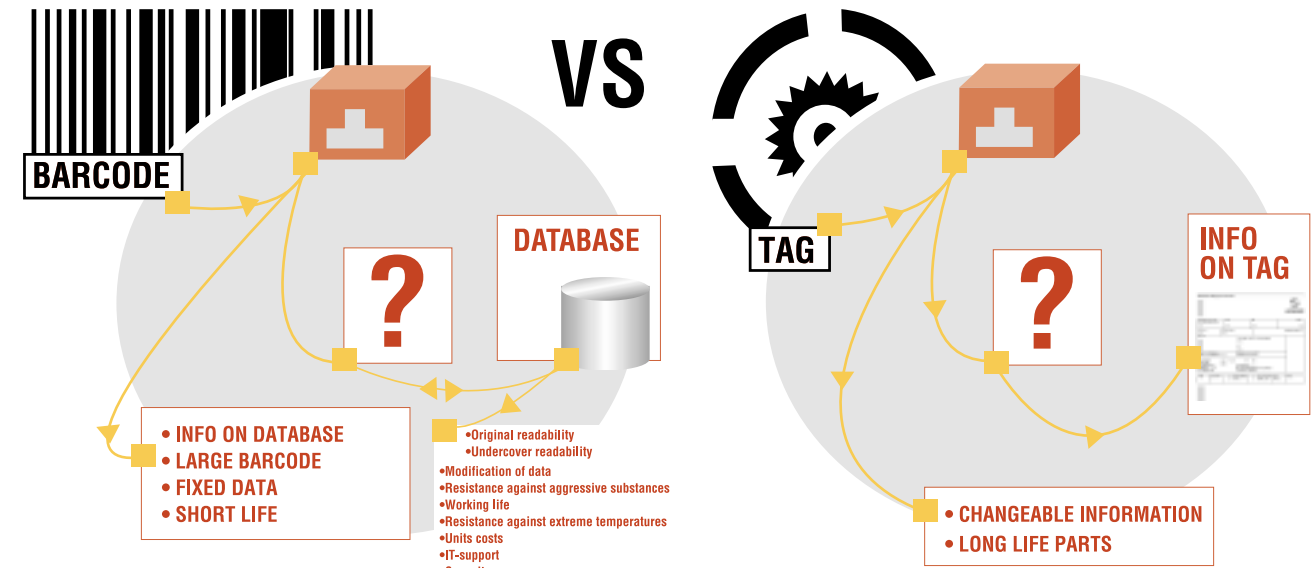 VS
BARCODE
DATABASE
?
• INFO ON DATABASE
• LARGE BARCODE
• FIXED DATA
• SHORT LIFE
•Original readability
•Undercover readability
•Modification of data
•Resistance against aggressive substances
•Working life
•Resistance against extreme temperatures
•Units costs
•IT-support
TAG
?
INFO
ON TAG
• CHANGEABLE INFORMATION
• LONG LIFE PARTS